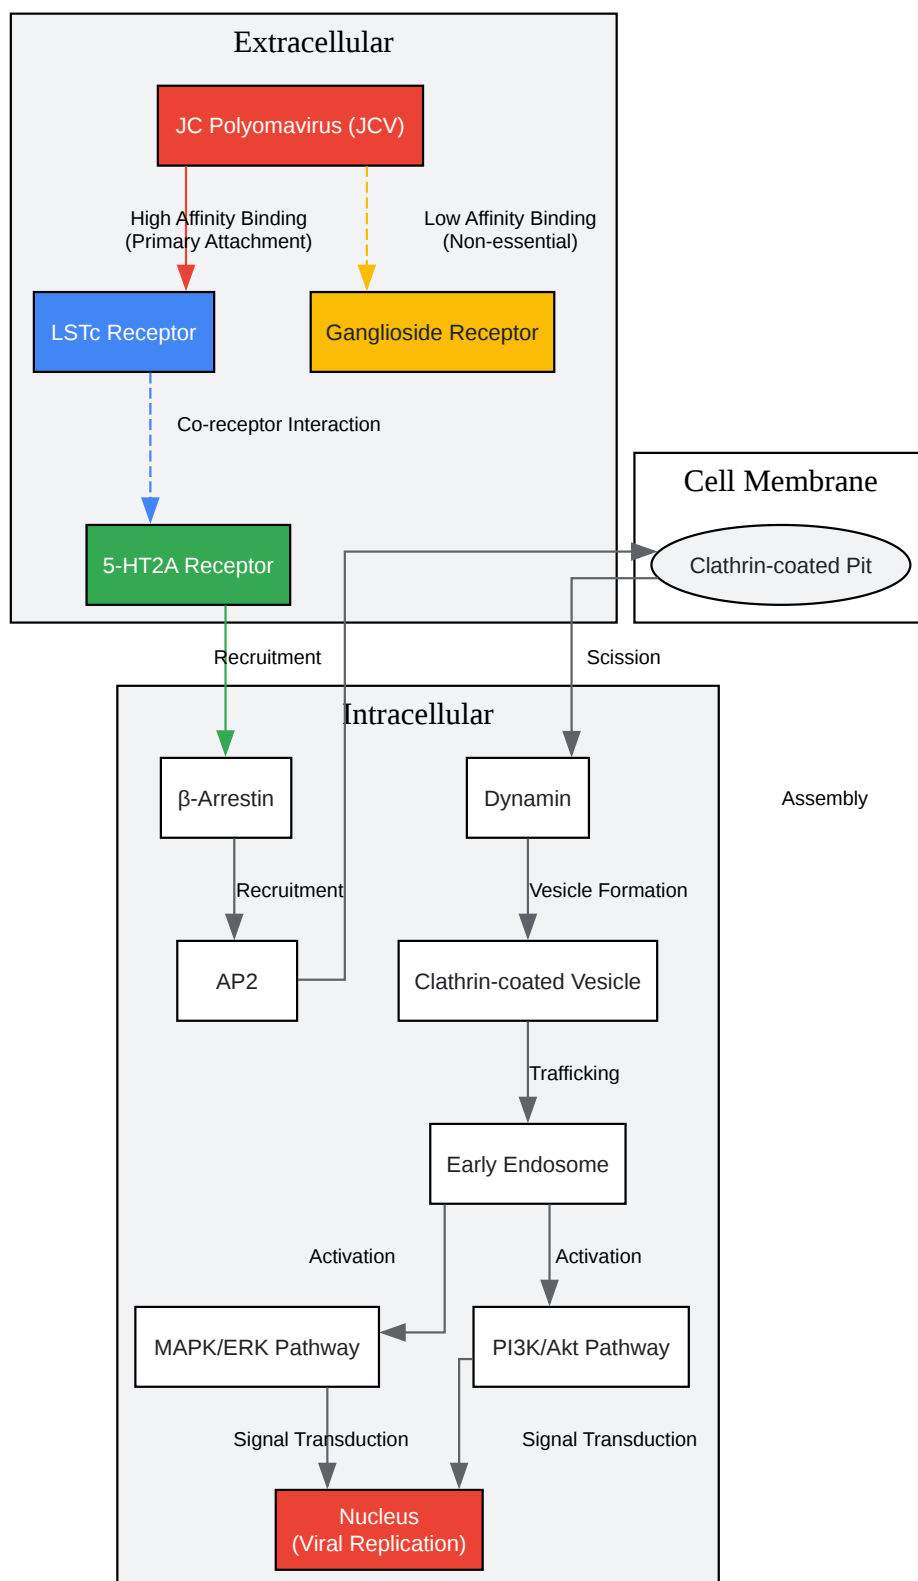 Extracellular
JC Polyomavirus (JCV)
High Affinity Binding
(Primary Attachment)
Low Affinity Binding
(Non-essential)
LSTc Receptor
Ganglioside Receptor
Co-receptor Interaction
Cell Membrane
5-HT2A Receptor
Clathrin-coated Pit
Recruitment
Scission
Intracellular
β-Arrestin
Dynamin
Assembly
Recruitment
Vesicle Formation
AP2
Clathrin-coated Vesicle
Trafficking
Early Endosome
Activation
Activation
MAPK/ERK Pathway
PI3K/Akt Pathway
Signal Transduction
Signal Transduction
Nucleus
(Viral Replication)